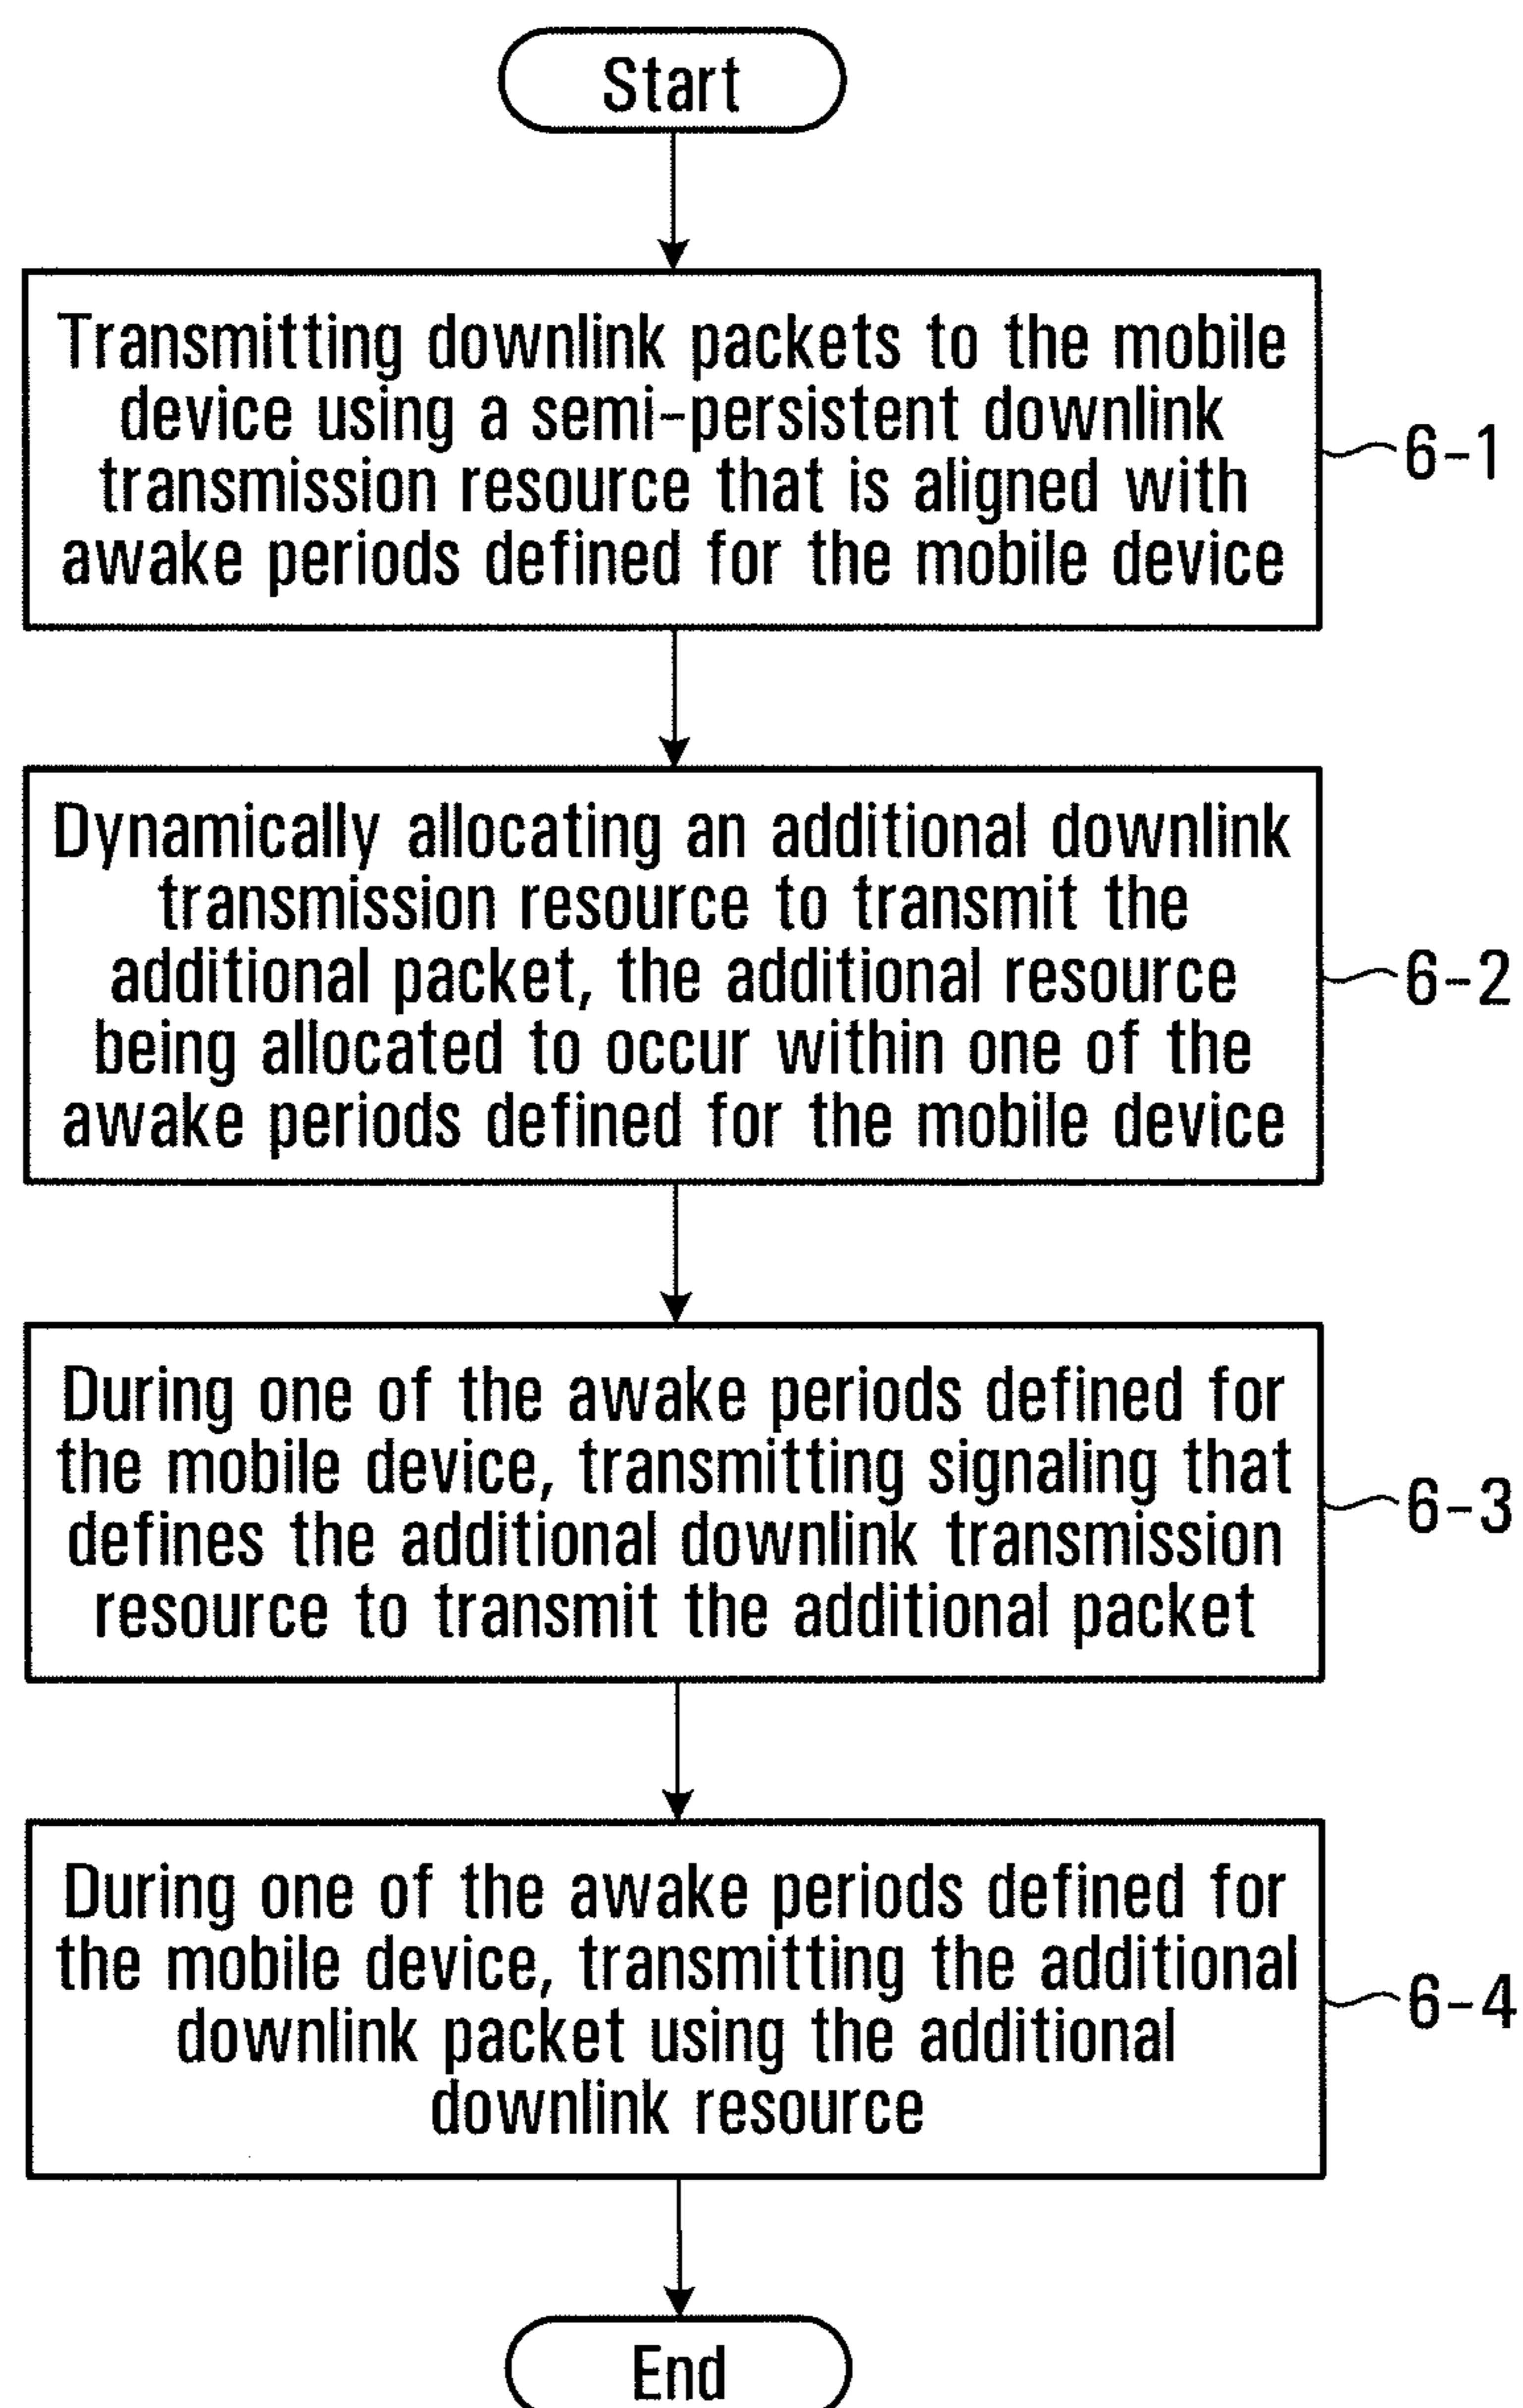 Start
Transmitting downlink packets to the mobile
device using a semi-persistent downlink
transmission resource that is aligned with
awake periods defined for the mobile device
6-1
Dynamically allocating an additional downlink
transmission resource to transmit the
additional packet, the additional resource
being allocated to occur within one of the
awake periods defined for the mobile device
6-2
During one of the awake periods defined for
the mobile device, transmitting signaling that
defines the additional downlink transmission
resource to transmit the additional packet
6-3
During one of the awake periods defined for
the mobile device, transmitting the additional
downlink packet using the additional
downlink resource
6-4
End